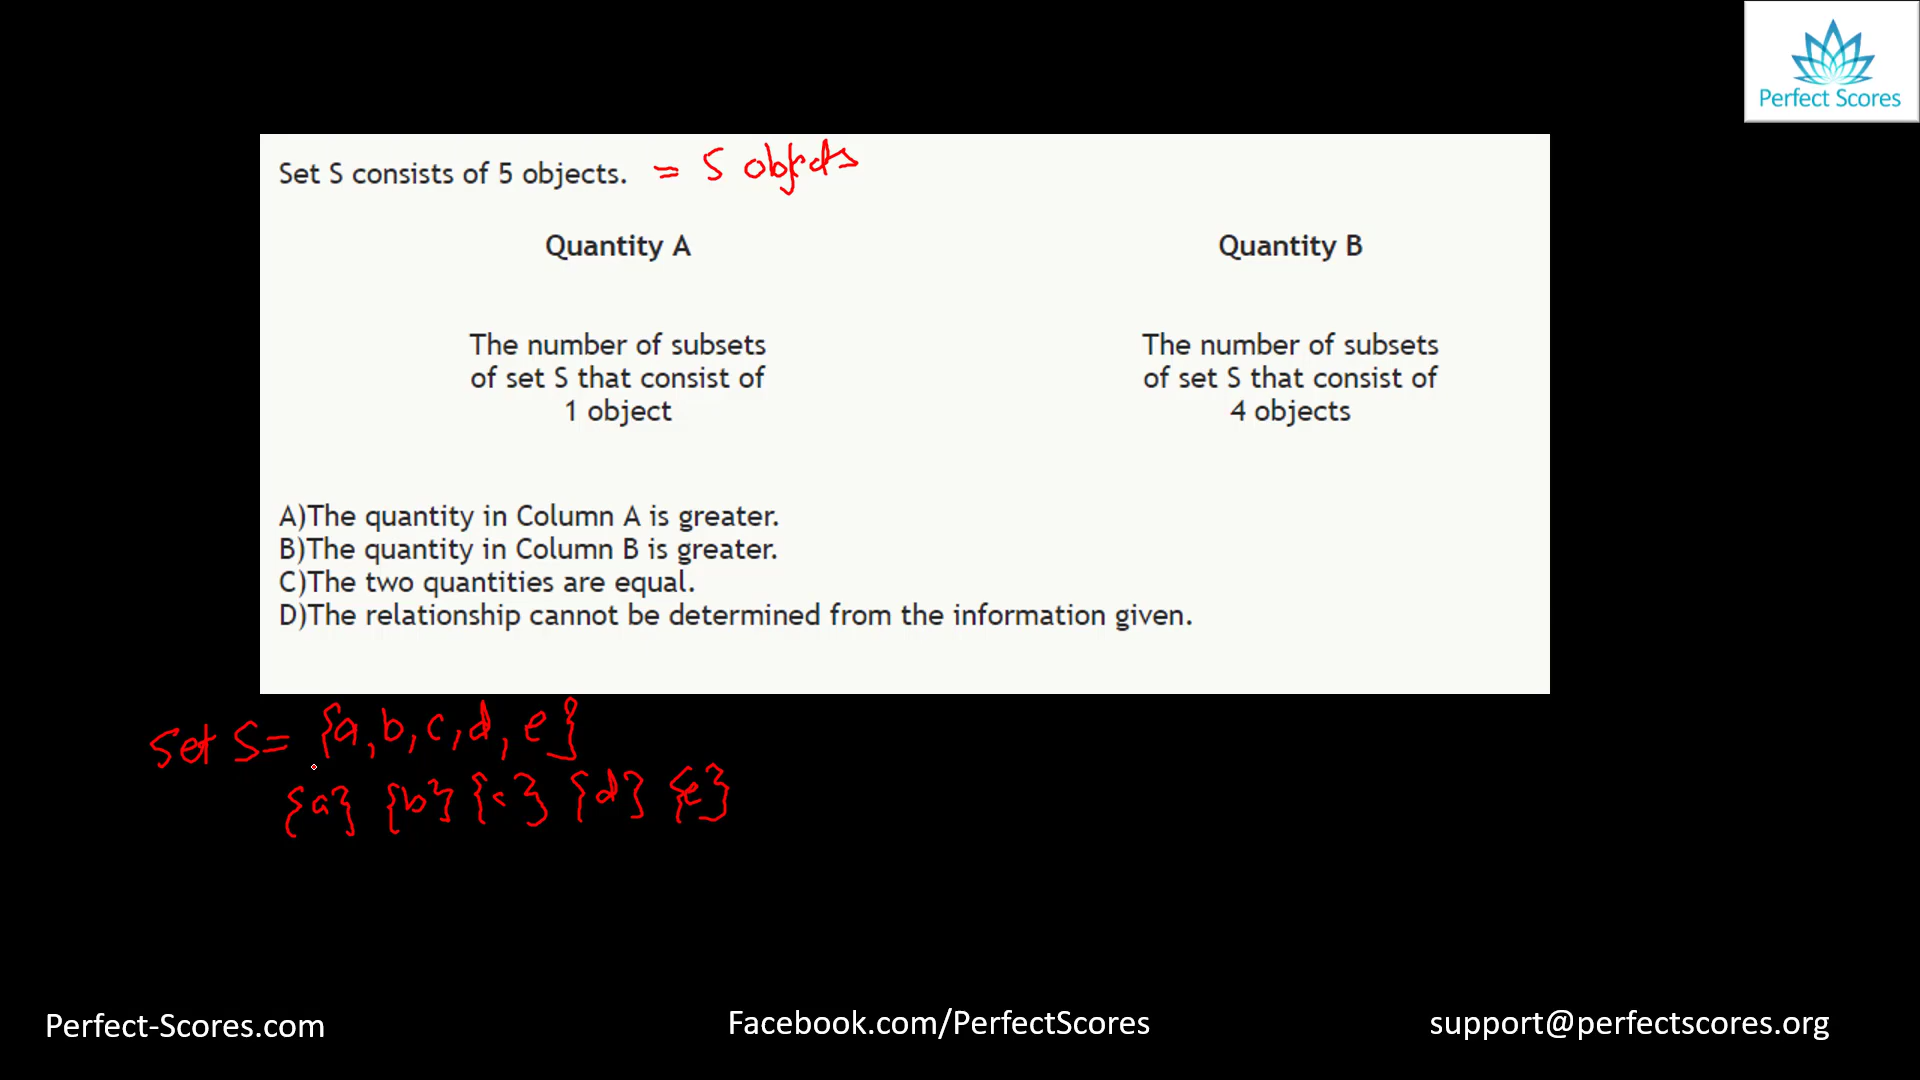 Perfect Scores
Set S consists of 5 objects. = 5 objects
Quantity A Quantity B
The number of subsets The number of subsets
of set S that consist of of set S that consist of
1 object 4 objects
A)The quantity in Column A is greater.
B)The quantity in Column B is greater.
C)The two quantities are equal.
D)The relationship cannot be determined from the information given.
Set S= {a, b, c, d, e}
{a} {b} {c} {d} {e}
Perfect-Scores.com Facebook.com/PerfectScores support@perfectscores.org